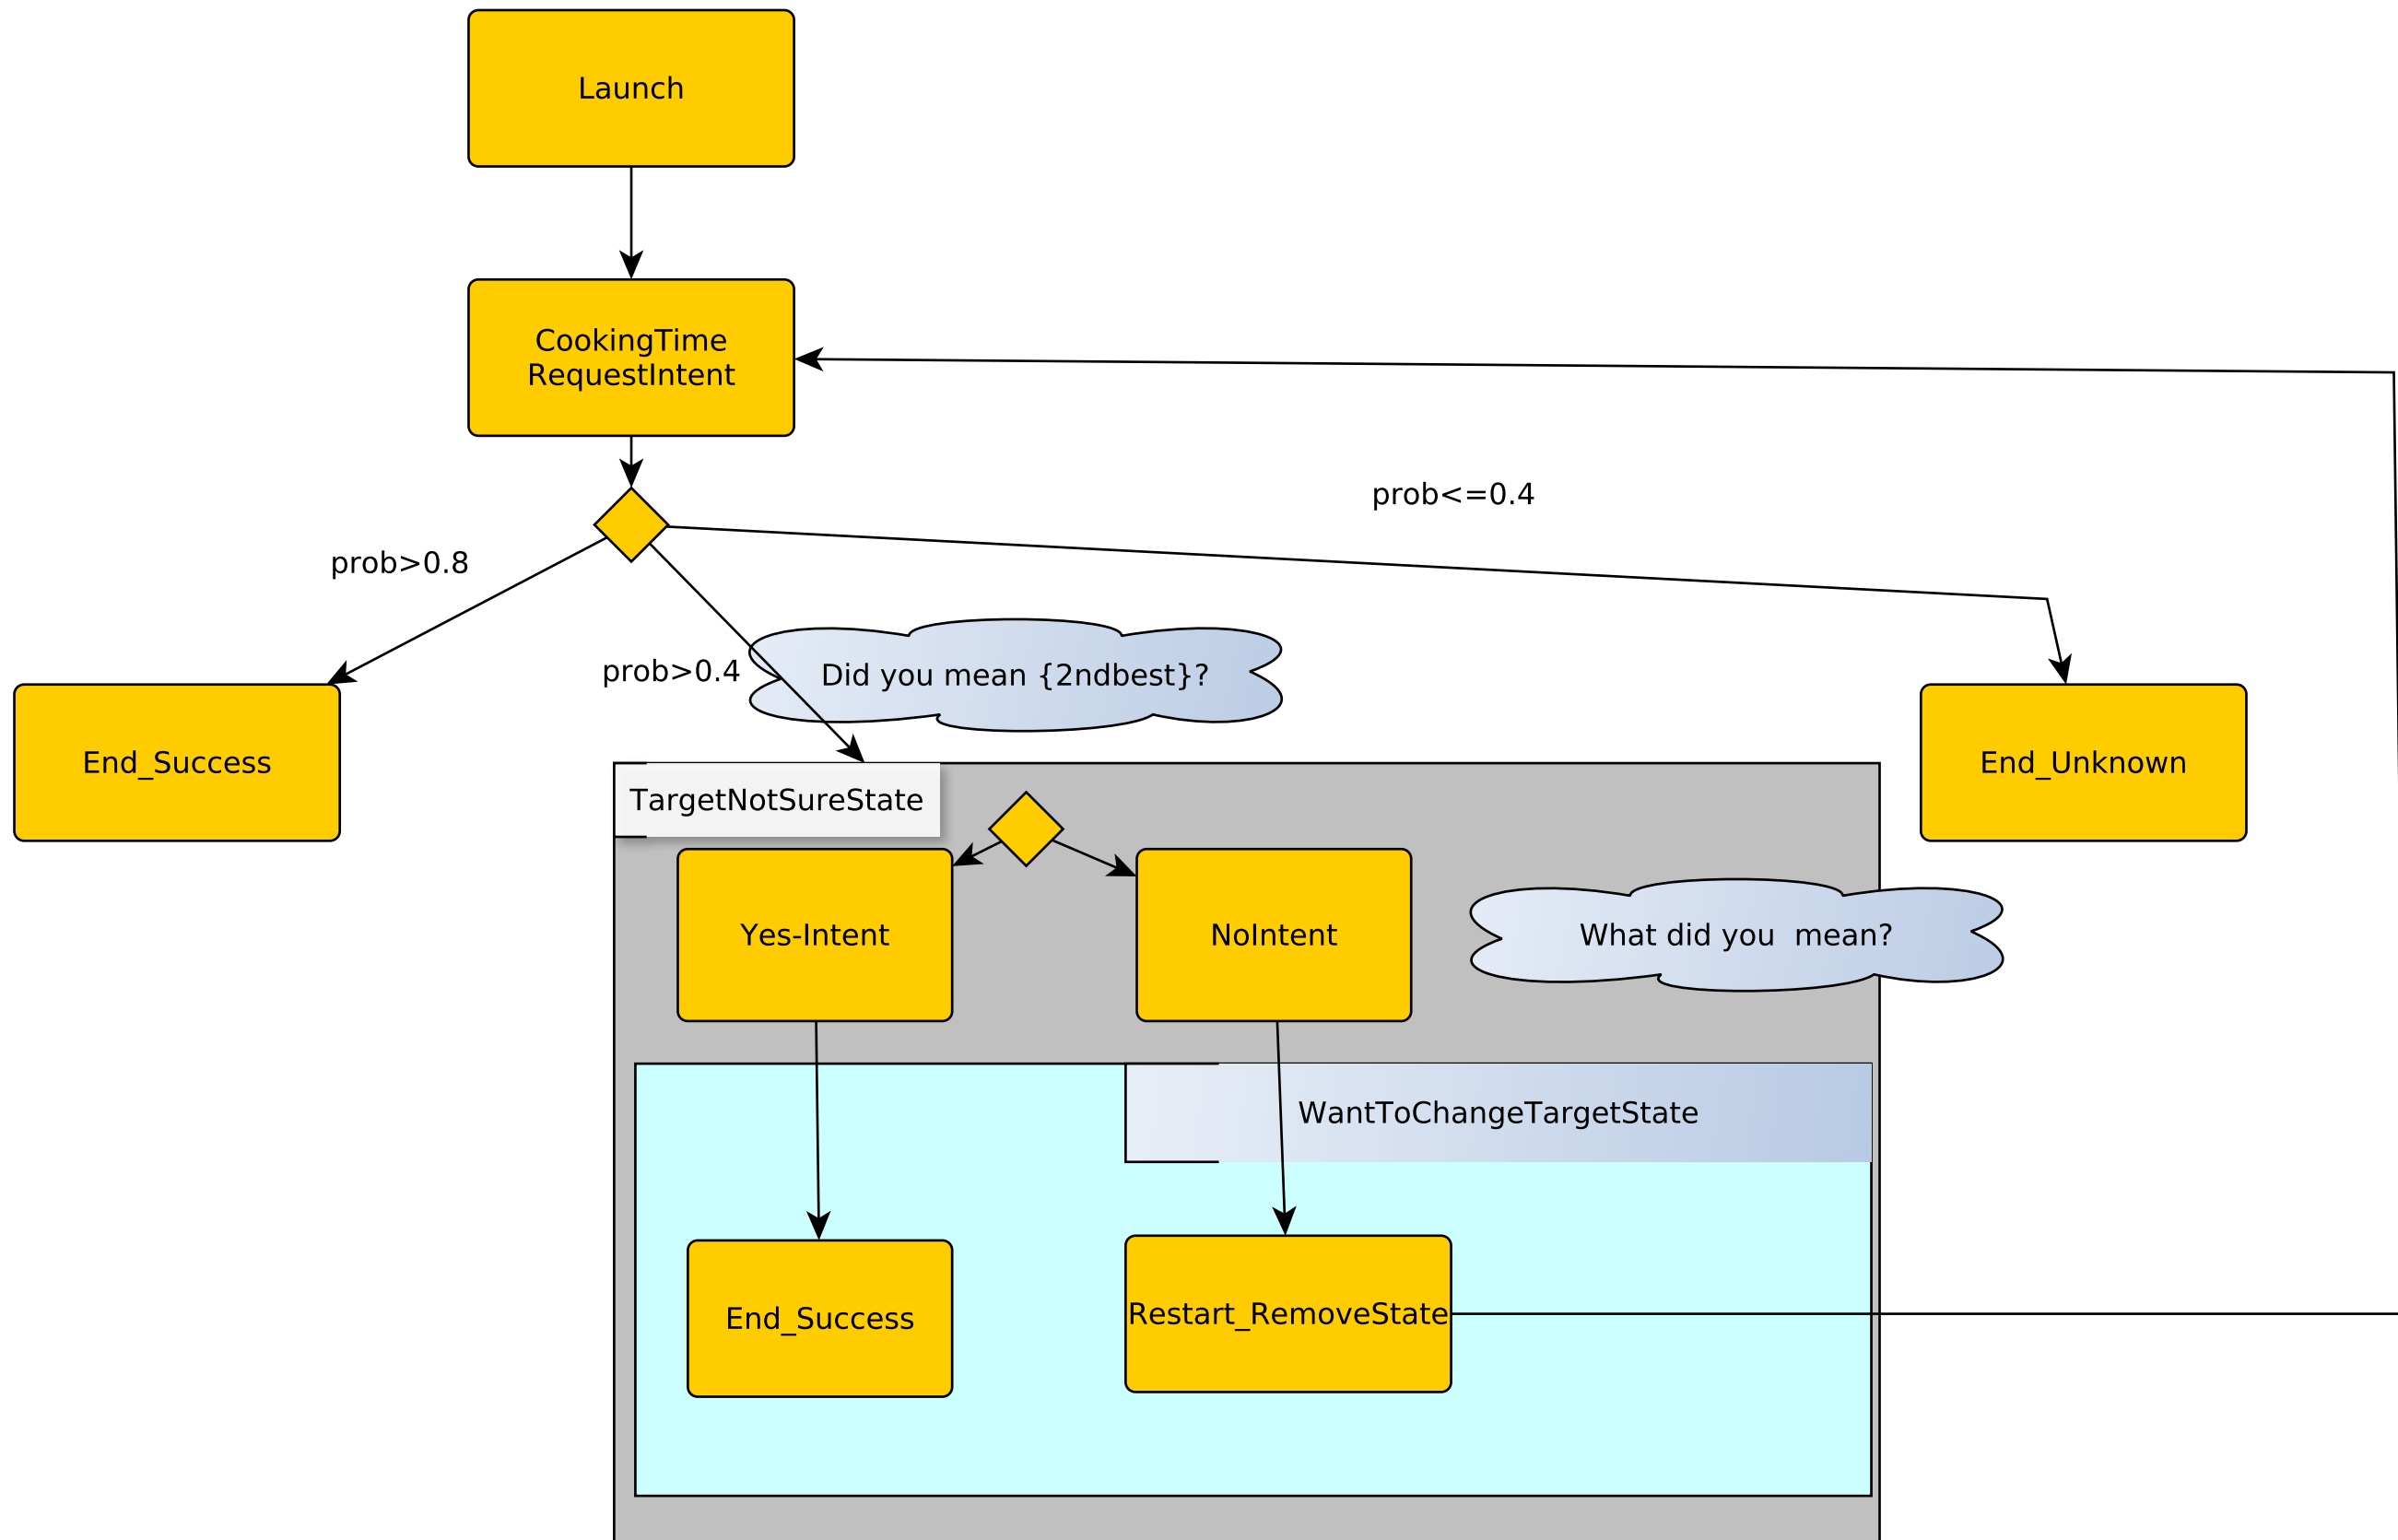 Launch
CookingTime
RequestIntent
prob<=0.4
prob>0.8
prob>0.4
Did you mean {2ndbest}?
End_Success
End_Unknown
TargetNotSureState
Yes-Intent
NoIntent
What did you  mean?
WantToChangeTargetState
End_Success
Restart_RemoveState